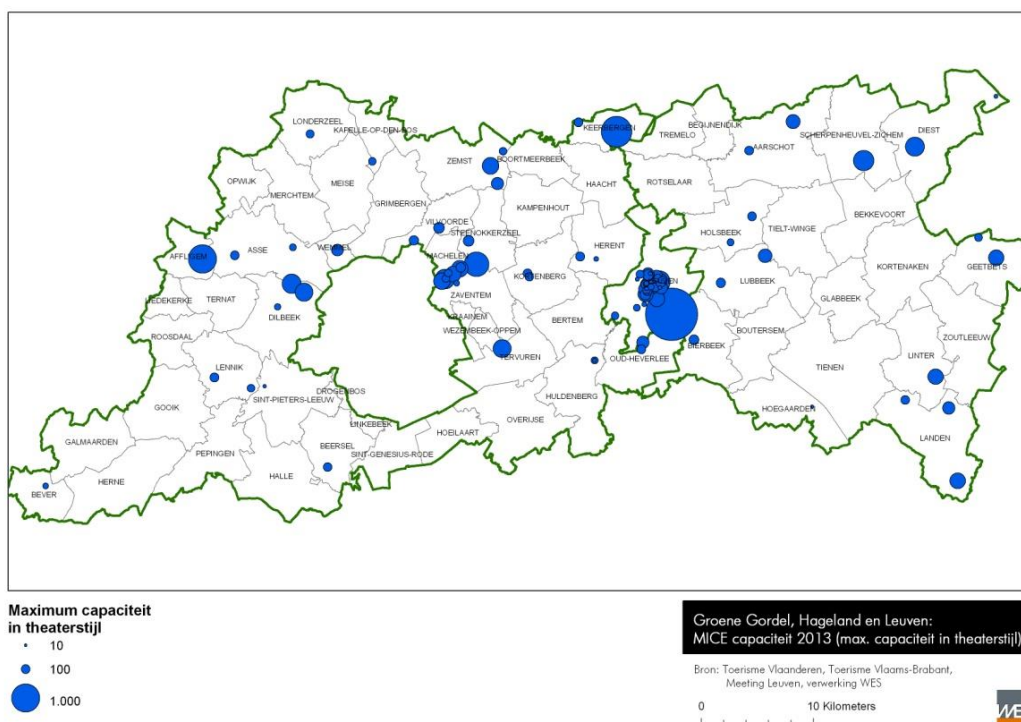 LONDERZEEL
KAPELLE-OP-DEN-BOS
KEERBERGEN
TREMELO
BEGIJNENDIJK
AARSCHOT
SCHERPENHEUVEL-ZICHEM
DIEST
ZEMST
BOORTMEERBEEK
OPWIJK
MERCHTEM
MEISE
GRIMBERGEN
HAACHT
ROTSELAAR
KAMPENHOUT
BEKKEVOORT
VILVOORDE
STEENOKKERZEEL
HOLSBEEK
TIELT-WINGE
AFFLIGEM
ASSE
WEMMEL
MACHELEN
HERENT
KORTENBERG
LUBBEEK
KORTENAKEN
GEETBETS
LIEDEKERKE
TERNAT
ZAVENTEM
GLABBEEK
DILBEEK
KRAAINEM
BERTEM
WEZEMBEEK-OPPEM
BOUTERSEM
ZOUTLEEUW
ROOSDAAL
TERVUREN
OUD-HEVERLEE
BIERBEEK
LINTER
TIENEN
LENNIK
SINT-PIETERS-LEEUW
DROGENBOS
HULDENBERG
GOOIK
HOEGAARDEN
OVERIJSE
LINKEBEEK
HOEILAART
GALMAARDEN
PEPINGEN
BEERSEL
SINT-GENESIUS-RODE
LANDEN
HERNE
HALLE
BEVER
Maximum capaciteit
in theaterstijl
10
100
1.000
Groene Gordel, Hageland en Leuven:
MICE capaciteit 2013 (max. capaciteit in theaterstijl)
Bron: Toerisme Vlaanderen, Toerisme Vlaams-Brabant,
Meeting Leuven, verwerking WES
0 10 Kilometers